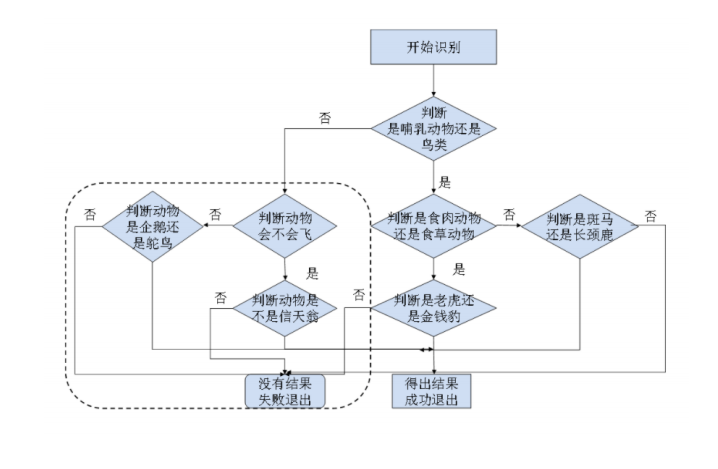 开始识别
判断
是哺乳动物还是
鸟类
否
是
判断动物
是企鹅还
是鸵鸟
否
否
判断动物
会不会飞
判断是食肉动物
还是食草动物
否
判断是斑马
还是长颈鹿
否
是
是
否
判断动物是
不是信天翁
否
判断是老虎还
是金钱豹
没有结果
失败退出
得出结果
成功退出